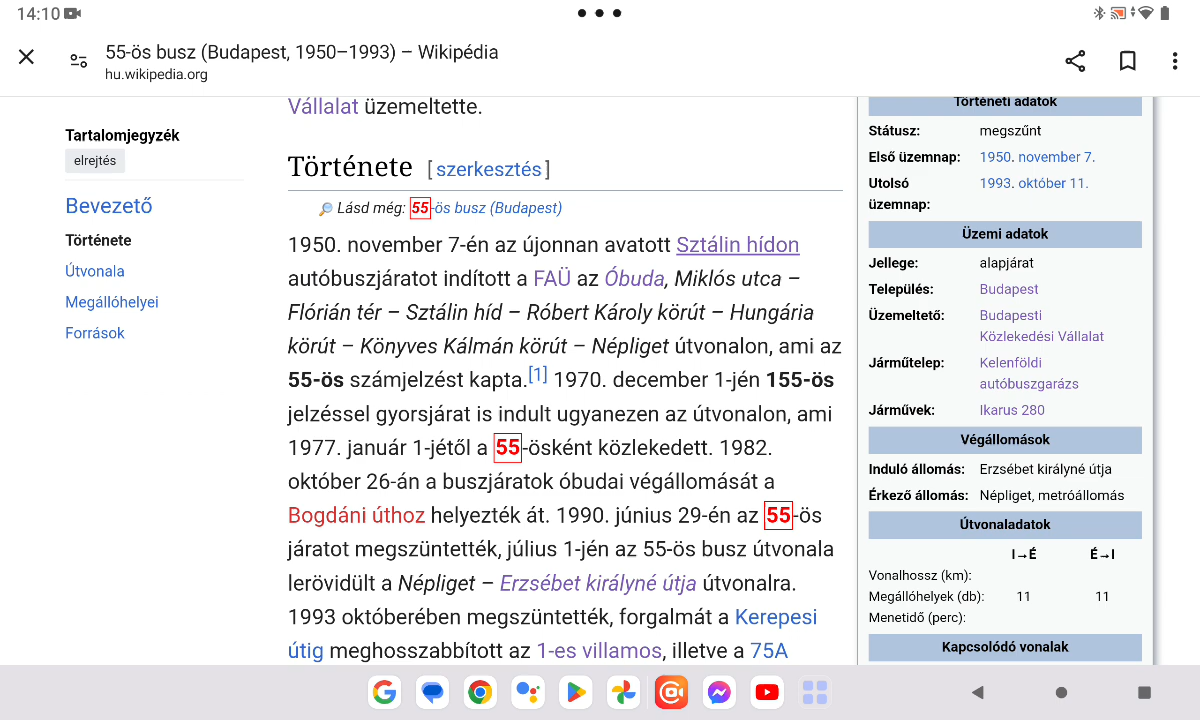 14:10
55-ös busz (Budapest, 1950–1993) – Wikipédia
hu.wikipedia.org
Tartalomjegyzék
elrejtés
Bevezető
Története
Útvonala
Megállóhelyei
Források
Vállalat üzemeltette.
Története [ szerkesztés ]
Lásd még: 55-ös busz (Budapest)
1950. november 7-én az újonnan avatott Sztálin hídon
autóbuszjáratot indított a FAÜ az Óbuda, Miklós utca –
Flórián tér – Sztálin híd – Róbert Károly körút – Hungária
körút – Könyves Kálmán körút – Népliget útvonalon, ami az
55-ös számjelzést kapta.[1] 1970. december 1-jén 155-ös
jelzéssel gyorsjárat is indult ugyanezen az útvonalon, ami
1977. január 1-jétől a 55-ösként közlekedett. 1982.
október 26-án a buszjáratok óbudai végállomását a
Bogdáni úthoz helyezték át. 1990. június 29-én az 55-ös
járatot megszüntették, július 1-jén az 55-ös busz útvonala
lerövidült a Népliget – Erzsébet királyné útja útvonalra.
1993 októberében megszüntették, forgalmát a Kerepesi
útig meghosszabbított az 1-es villamos, illetve a 75A
Történeti adatok
Státusz: megszűnt
Első üzemnap: 1950. november 7.
Utolsó üzemnap: 1993. október 11.
Üzemi adatok
Jellege: alapjárat
Település: Budapest
Üzemeltető: Budapesti
Közlekedési Vállalat
Járműtelep: Kelenföldi
autóbuszgarázs
Járművek: Ikarus 280
Végállomások
Induló állomás: Erzsébet királyné útja
Érkező állomás: Népliget, metróállomás
Útvonaladatok
I→É É→I
Vonalhossz (km):
Megállóhelyek (db): 11 11
Menetidő (perc):
Kapcsolódó vonalak